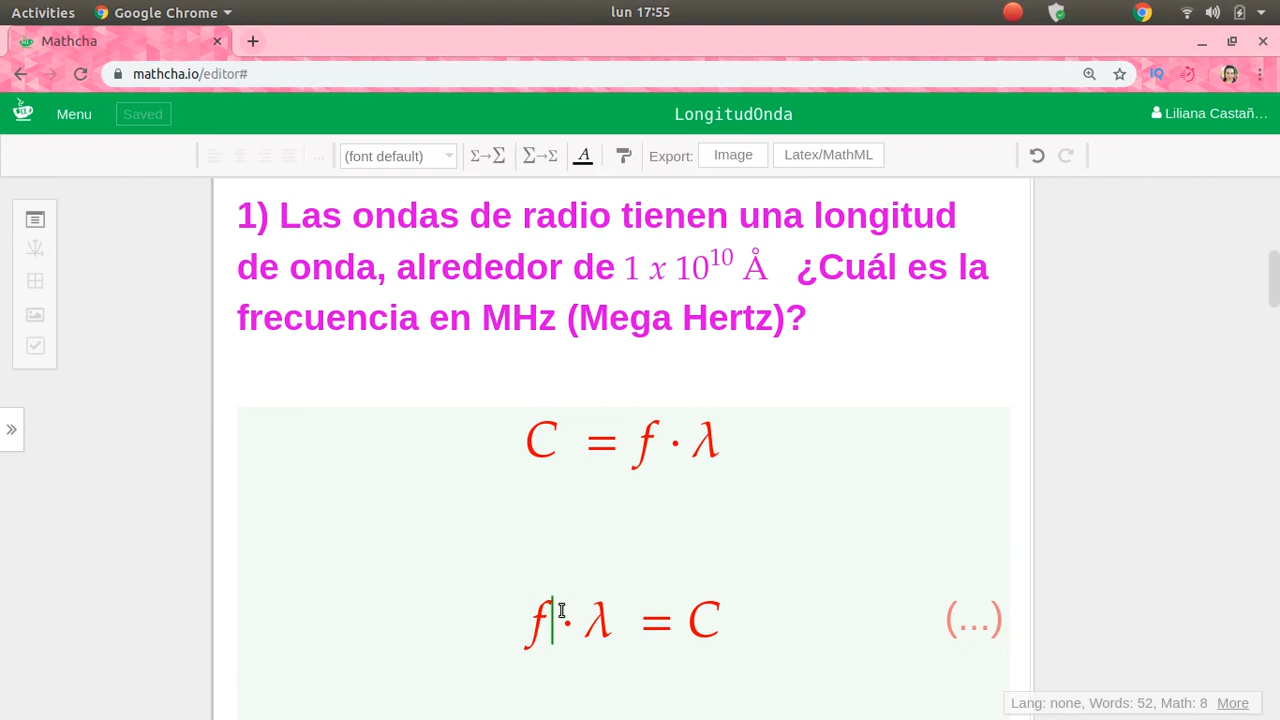 Activities Google Chrome lun 17:55
Mathcha
mathcha.io/editor#
IQ
Menu Saved LongitudOnda Liliana Castañ...
... (font default) Σ→Σ Σ→Σ A Export: Image Latex/MathML
1) Las ondas de radio tienen una longitud
de onda, alrededor de 1 x 10¹⁰ Å ¿Cuál es la
frecuencia en MHz (Mega Hertz)?
C = f · λ
f · λ = C (...)
Lang: none, Words: 52, Math: 8 More